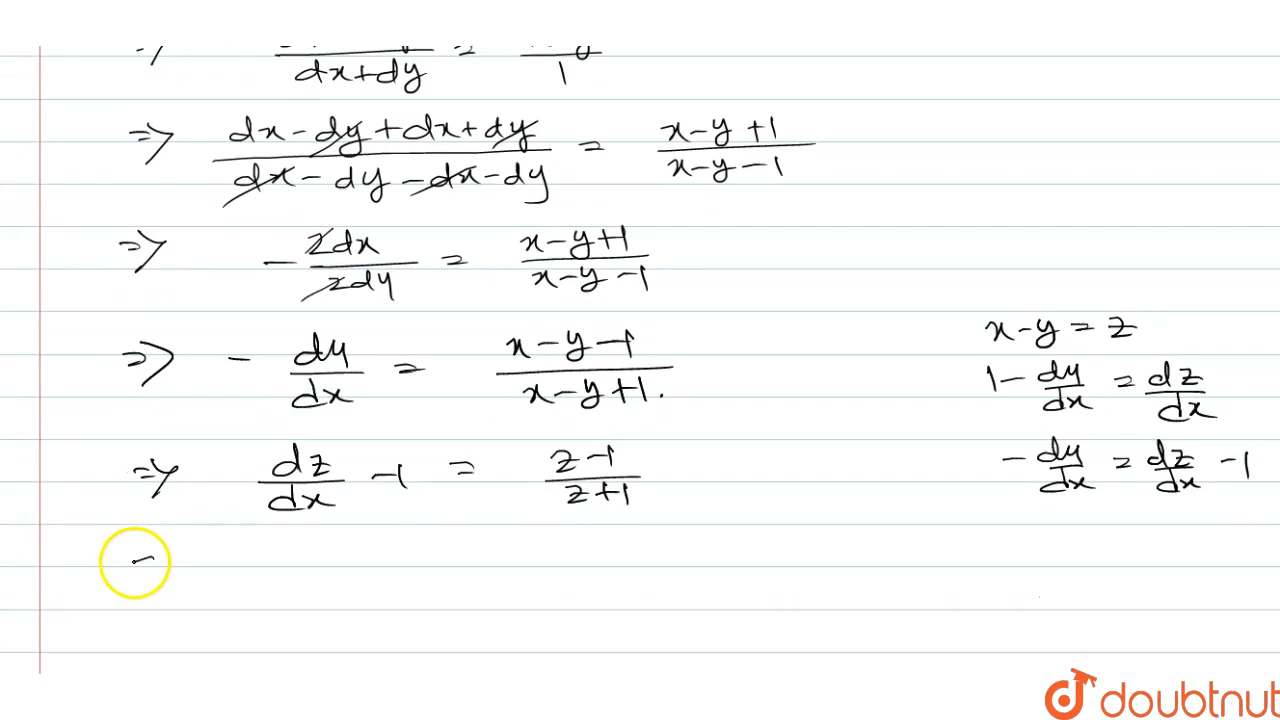 dx+dy = 1
=> dx-dy+dx+dy / dx-dy-dx-dy = x-y+1 / x-y-1
=> - 2dx / 2dy = x-y+1 / x-y-1
=> - dy / dx = x-y-1 / x-y+1.
=> dz / dx -1 = z-1 / z+1
x-y=z
1- dy / dx = dz / dx
- dy / dx = dz / dx -1
doubtnut